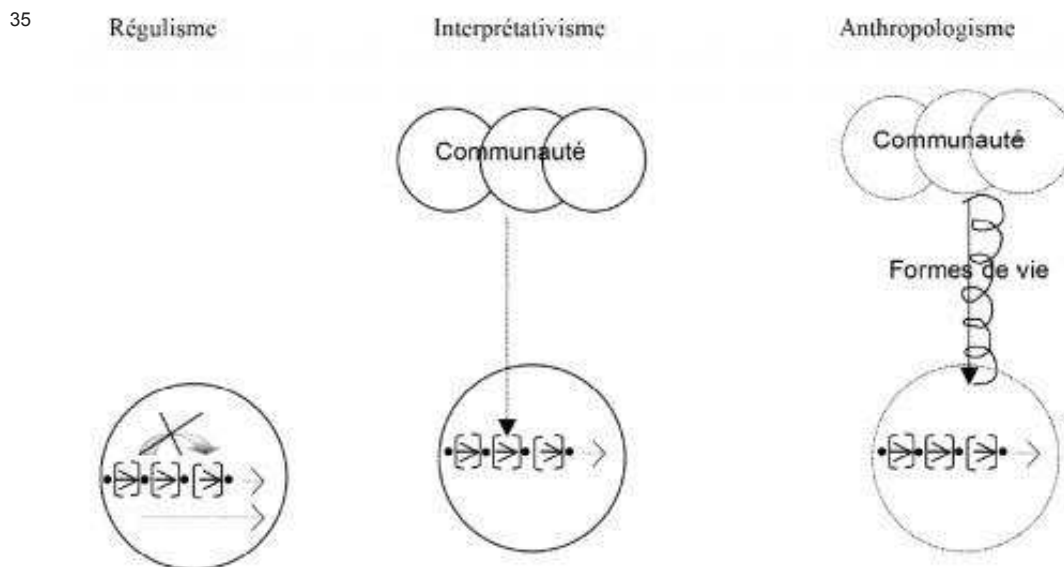 35
Régulisme Interprétativisme Anthropologisme
Communauté Communauté
Formes de vie